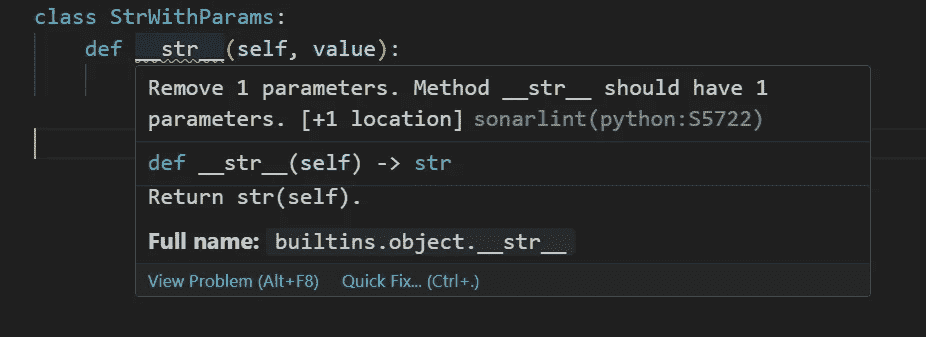 class StrWithParams:
def __str__(self, value):
Remove 1 parameters. Method __str__ should have 1
parameters. [+1 location] sonarlint(python:S5722)
def __str__(self) -> str
Return str(self).
Full name: builtins.object.__str__
View Problem (Alt+F8) Quick Fix... (Ctrl+.)